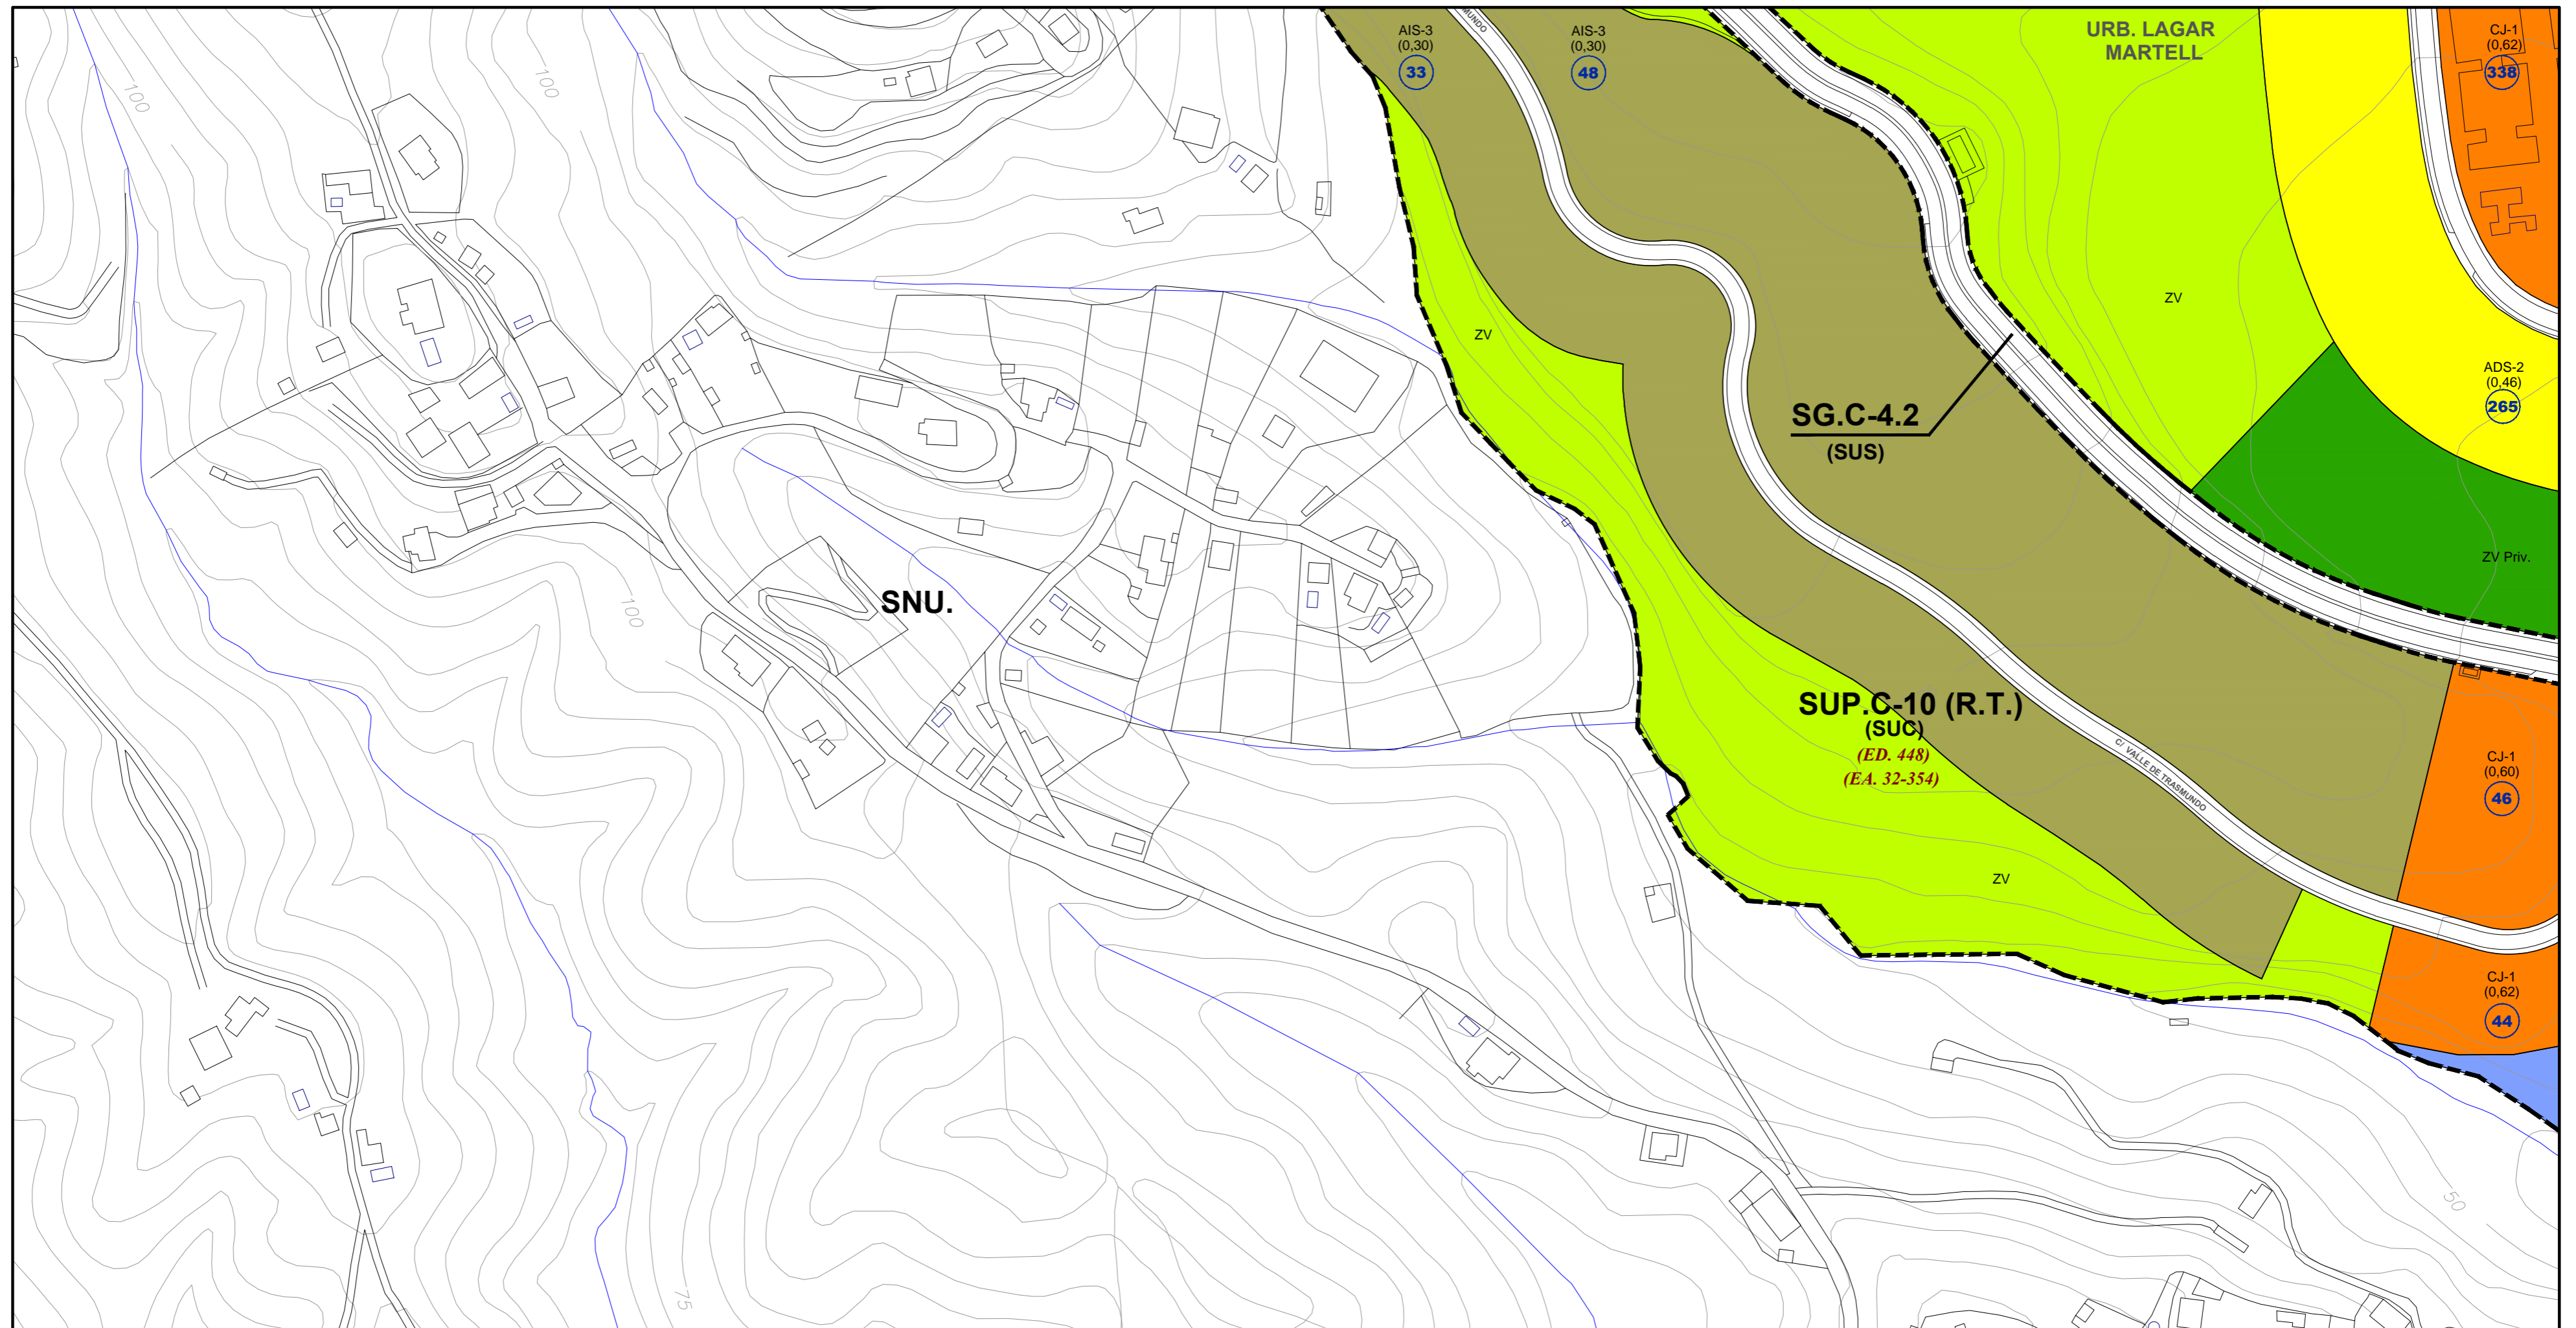 AIS-3
(0,30)
33
MUNDO
AIS-3
(0,30)
48
URB. LAGAR
MARTELL
CJ-1
(0,62)
338
100
100
ZV
ZV
ADS-2
(0,46)
265
SG.C-4.2
(SUS)
ZV Priv.
SNU.
100
SUP.C-10 (R.T.)
(SUC)
(ED. 448)
(EA. 32-354)
C/ VALLE DE TRASMUNDO
CJ-1
(0,60)
46
ZV
CJ-1
(0,62)
44
50
75